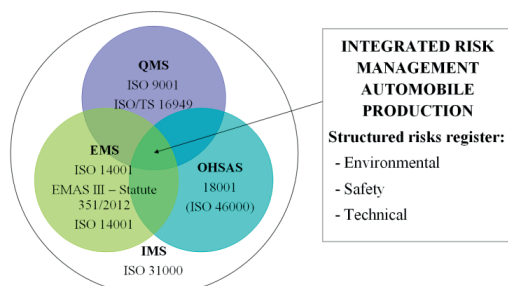 QMS
ISO 9001
ISO/TS 16949
EMS
ISO 14001
EMAS III – Statute
351/2012
ISO 14001
OHSAS
18001
(ISO 46000)
IMS
ISO 31000
INTEGRATED RISK
MANAGEMENT
AUTOMOBILE
PRODUCTION
Structured risks register:
- Environmental
- Safety
- Technical